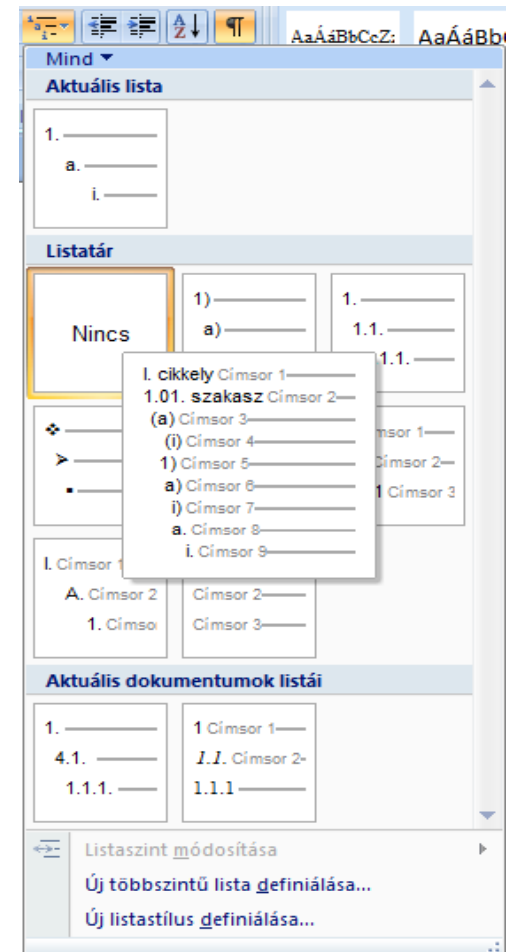 AaÁáBbCcZ: AaÁáBb
Mind
Aktuális lista
1.
a.
i.
Listatár
Nincs
1)
a)
1.
1.1.
1.1.
I. cikkely Címsor 1
1.01. szakasz Címsor 2
(a) Címsor 3
(i) Címsor 4
1) Címsor 5
a) Címsor 6
i) Címsor 7
a. Címsor 8
i. Címsor 9
msor 1
Címsor 2
1 Címsor 3
I. Címsor 1
A. Címsor 2
1. Címso
Címsor 2
Címsor 3
Aktuális dokumentumok listái
1.
4.1.
1.1.1.
1 Címsor 1
1.1. Címsor 2
1.1.1
Listaszint módosítása
Új többszintű lista definiálása...
Új listastílus definiálása...